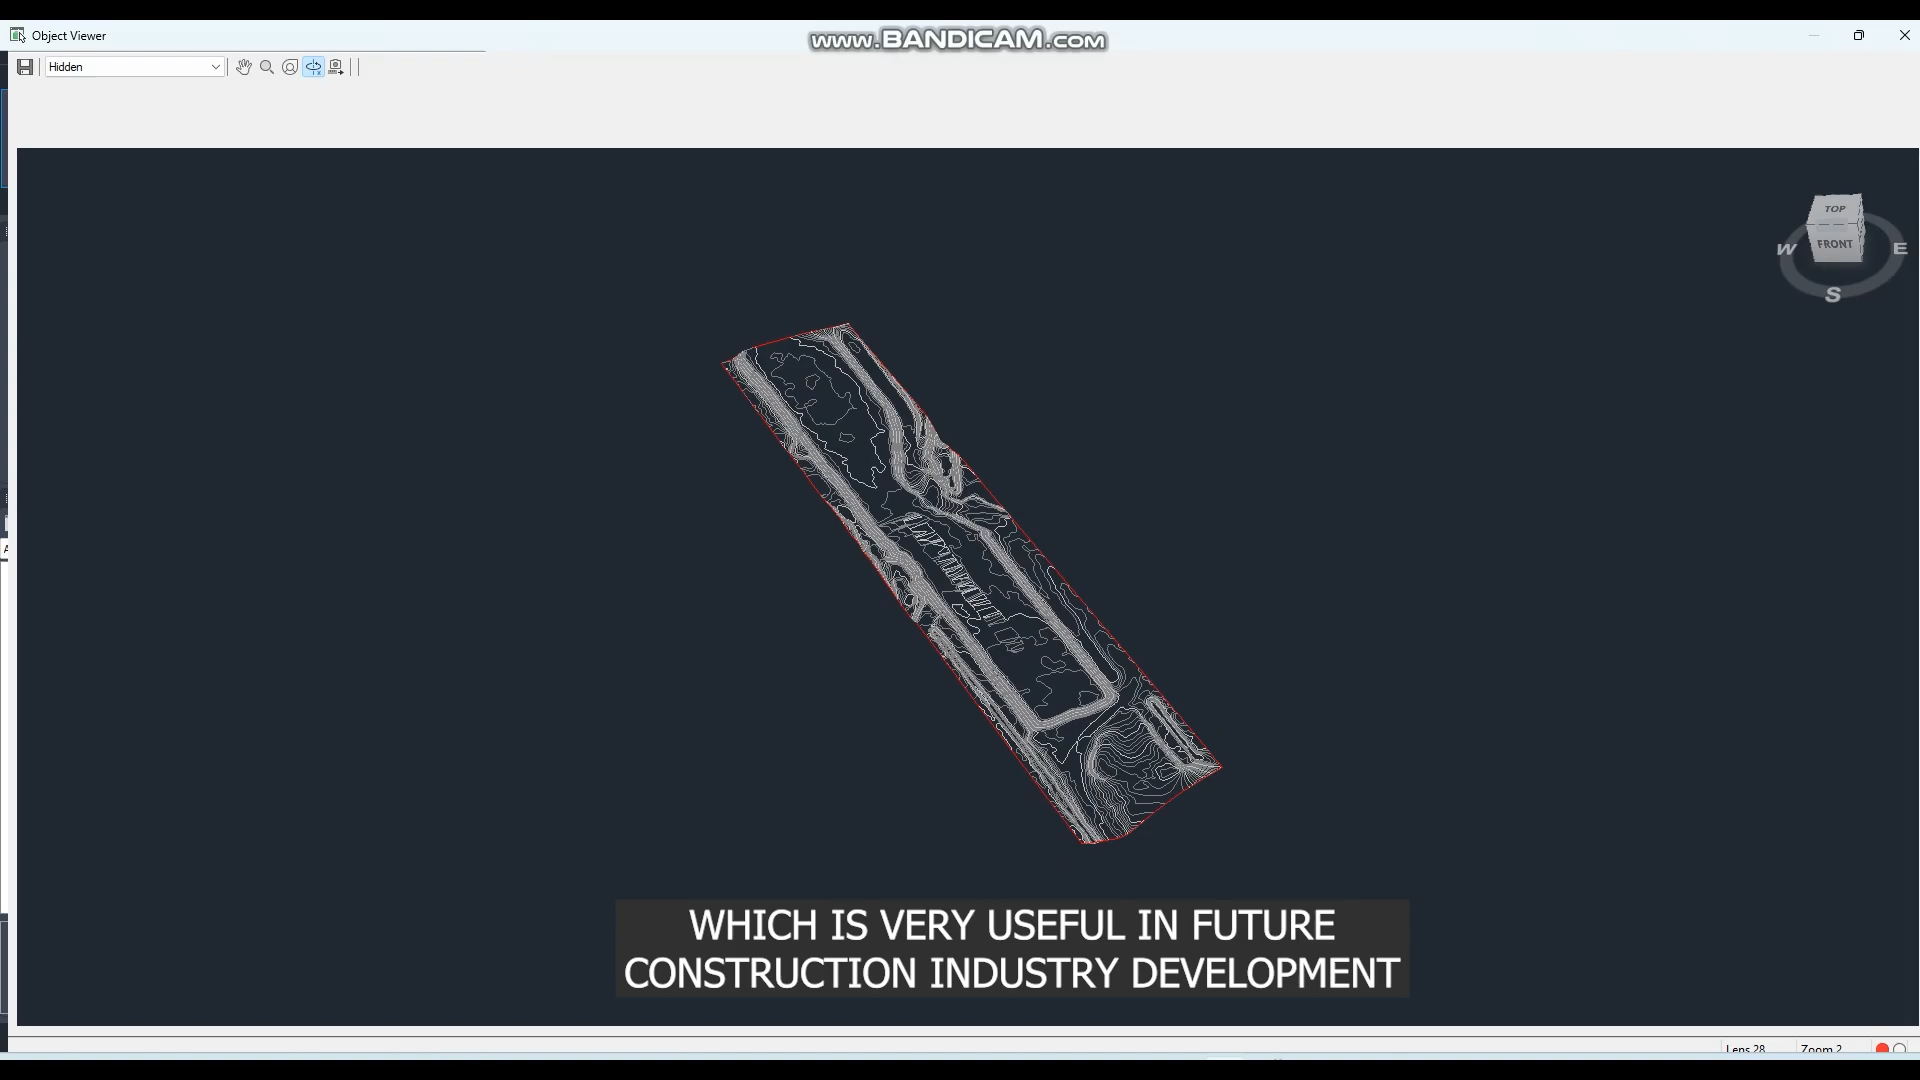 Object Viewer
www.BANDICAM.com
Hidden
TOP
FRONT
W
E
S
WHICH IS VERY USEFUL IN FUTURE
CONSTRUCTION INDUSTRY DEVELOPMENT
Lens 28
Zoom 2